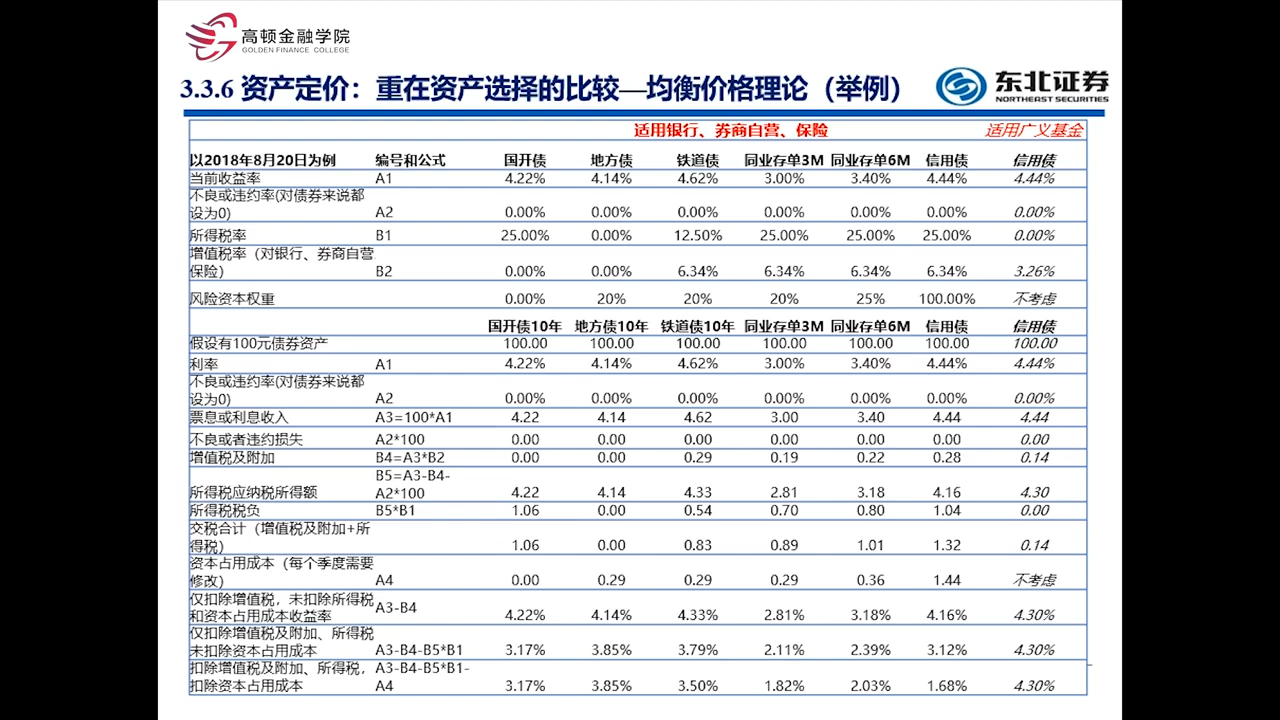 高顿金融学院
GOLDEN FINANCE COLLEGE
3.3.6 资产定价：重在资产选择的比较—均衡价格理论（举例）
东北证券
NORTHEAST SECURITIES
适用银行、券商自营、保险 适用广义基金
以2018年8月20日为例 编号和公式 国开债 地方债 铁道债 同业存单3M 同业存单6M 信用债 信用债
当前收益率 A1 4.22% 4.14% 4.62% 3.00% 3.40% 4.44% 4.44%
不良或违约率(对债券来说都
设为0) A2 0.00% 0.00% 0.00% 0.00% 0.00% 0.00% 0.00%
所得税率 B1 25.00% 0.00% 12.50% 25.00% 25.00% 25.00% 0.00%
增值税率（对银行、券商自营
保险） B2 0.00% 0.00% 6.34% 6.34% 6.34% 6.34% 3.26%
风险资本权重 0.00% 20% 20% 20% 25% 100.00% 不考虑
国开债10年 地方债10年 铁道债10年 同业存单3M 同业存单6M 信用债 信用债
假设有100元债券资产 100.00 100.00 100.00 100.00 100.00 100.00 100.00
利率 A1 4.22% 4.14% 4.62% 3.00% 3.40% 4.44% 4.44%
不良或违约率(对债券来说都
设为0) A2 0.00% 0.00% 0.00% 0.00% 0.00% 0.00% 0.00%
票息或利息收入 A3=100*A1 4.22 4.14 4.62 3.00 3.40 4.44 4.44
不良或者违约损失 A2*100 0.00 0.00 0.00 0.00 0.00 0.00 0.00
增值税及附加 B4=A3*B2 0.00 0.00 0.29 0.19 0.22 0.28 0.14
B5=A3-B4-
所得税应纳税所得额 A2*100 4.22 4.14 4.33 2.81 3.18 4.16 4.30
所得税税负 B5*B1 1.06 0.00 0.54 0.70 0.80 1.04 0.00
交税合计（增值税及附加+所
得税） 1.06 0.00 0.83 0.89 1.01 1.32 0.14
资本占用成本（每个季度需要
修改） A4 0.00 0.29 0.29 0.29 0.36 1.44 不考虑
仅扣除增值税，未扣除所得税
和资本占用成本收益率 A3-B4 4.22% 4.14% 4.33% 2.81% 3.18% 4.16% 4.30%
仅扣除增值税及附加、所得税
未扣除资本占用成本 A3-B4-B5*B1 3.17% 3.85% 3.79% 2.11% 2.39% 3.12% 4.30%
扣除增值税及附加、所得税， A3-B4-B5*B1-
扣除资本占用成本 A4 3.17% 3.85% 3.50% 1.82% 2.03% 1.68% 4.30%